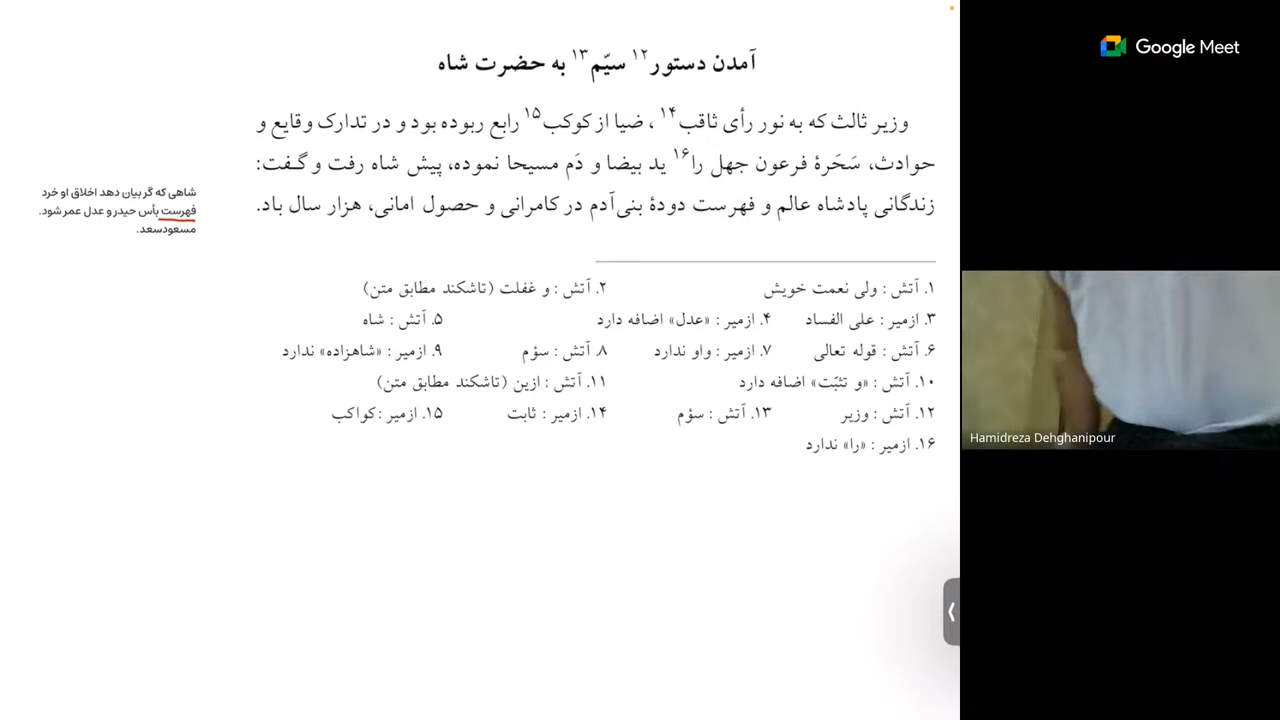 آمدن دستور۱۲ سیّم۱۳ به حضرت شاه
وزیر ثالث که به نور رأی ثاقب۱۴، ضیا از کوکب۱۵ رابع ربوده بود و در تدارک وقایع و
حوادث، سَحَرهٔ فرعون جهل را۱۶ ید بیضا و دَم مسیحا نموده، پیش شاه رفت و گفت:
زندگانی پادشاه عالم و فهرست دودهٔ بنی‌آدم در کامرانی و حصول امانی، هزار سال باد.
شاهی که گر بیان دهد اخلاق او خرد
فهرست بأس حیدر و عدل عمر شود.
مسعودسعد.
۱. آتش : ولی نعمت خویش ۲. آتش : و غفلت (تاشکند مطابق متن)
۳. ازمیر : علی الفساد ۴. ازمیر : «عدل» اضافه دارد ۵. آتش : شاه
۶. آتش : قوله تعالی ۷. ازمیر : واو ندارد ۸. آتش : سؤم ۹. ازمیر : «شاهزاده» ندارد
۱۰. آتش : «و تثبّت» اضافه دارد ۱۱. آتش : ازین (تاشکند مطابق متن)
۱۲. آتش : وزیر ۱۳. آتش : سؤم ۱۴. ازمیر : ثابت ۱۵. ازمیر : کواکب
۱۶. ازمیر : «را» ندارد
Google Meet
Hamidreza Dehghanipour